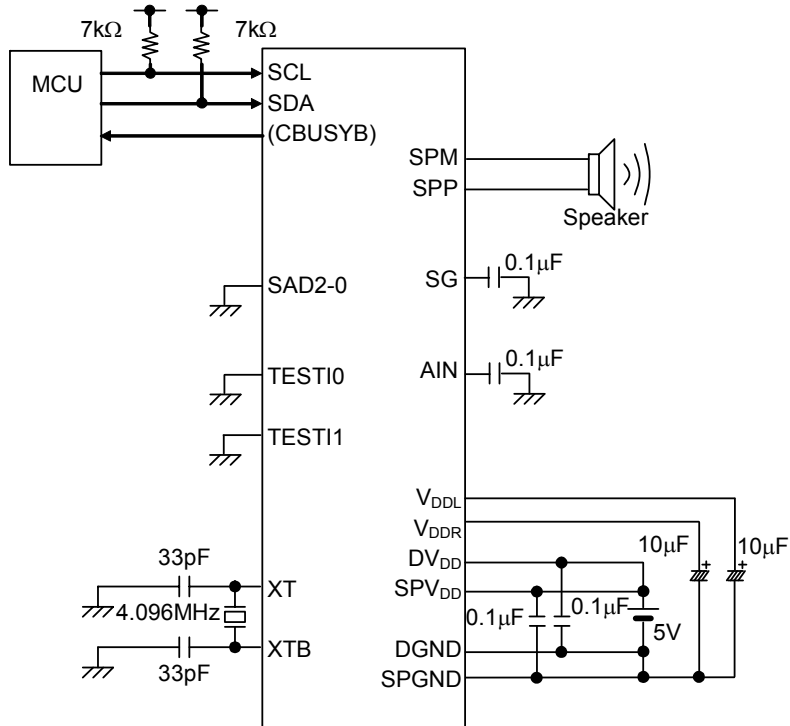 7kΩ
7kΩ
MCU
SCL
SDA
(CBUSYB)
SPM
SPP
Speaker
SAD2-0
SG
0.1μF
TESTI0
AIN
0.1μF
TESTI1
VDDL
VDDR
10μF
10μF
DVDD
33pF
XT
SPVDD
4.096MHz
0.1μF
0.1μF
5V
XTB
DGND
33pF
SPGND